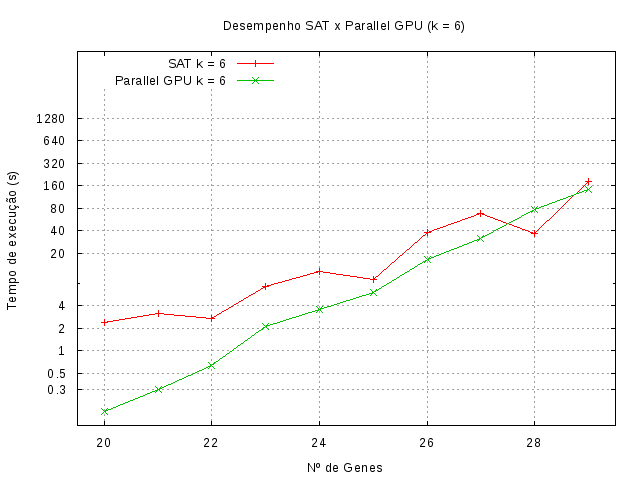 Desempenho SAT x Parallel GPU (k = 6)
SAT k = 6
Parallel GPU k = 6
Tempo de execução (s)
1280
640
320
160
80
40
20
4
2
1
0.5
0.3
20 22 24 26 28
Nº de Genes